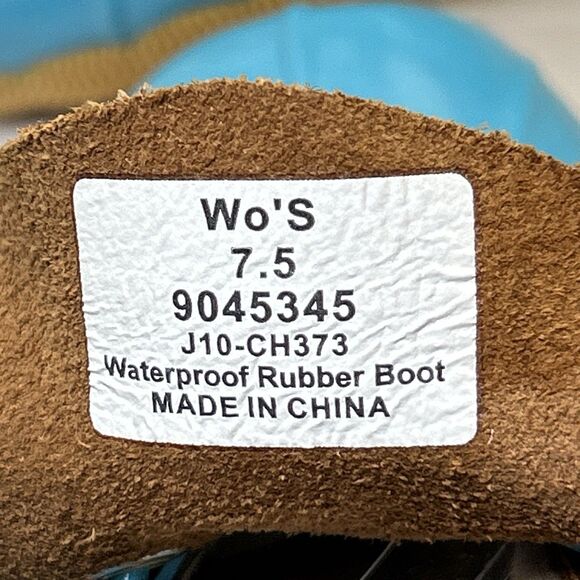 Wo'S
7.5
9045345
J10-CH373
Waterproof Rubber Boot
MADE IN CHINA